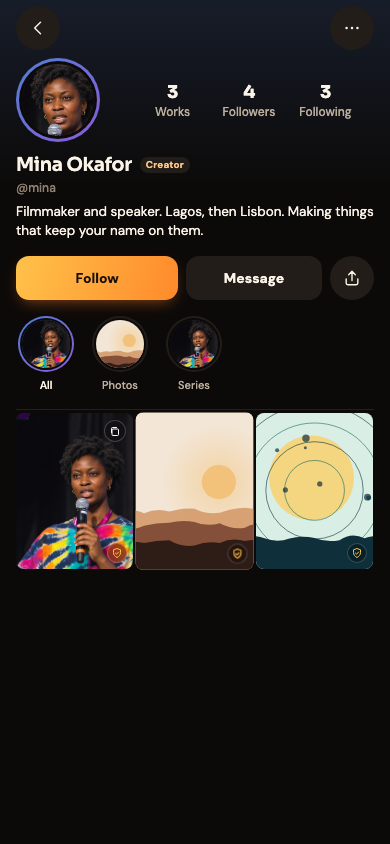 3
Works
4
Followers
3
Following
Mina Okafor
Creator
@mina
Filmmaker and speaker. Lagos, then Lisbon. Making things
that keep your name on them.
Follow
Message
All
Photos
Series